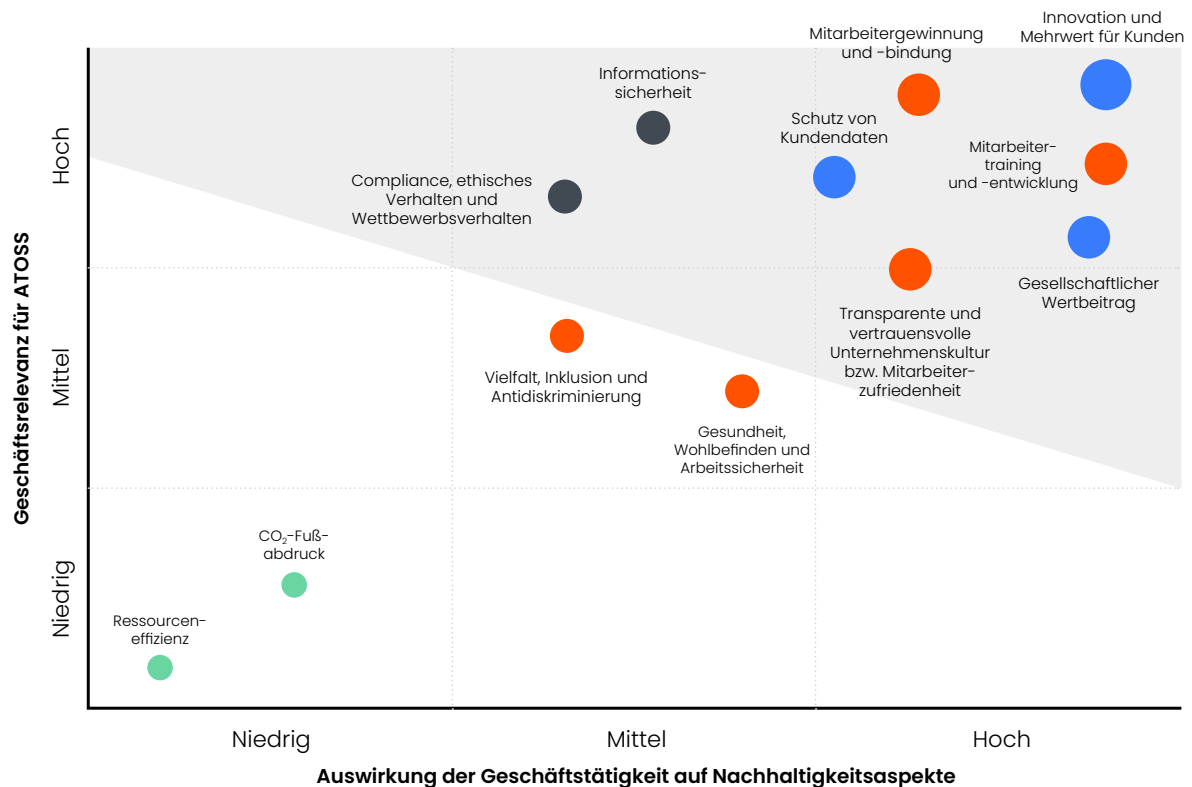 Innovation und
Mehrwert für Kunden
Mitarbeitergewinnung
und -bindung
Informations-
sicherheit
Schutz von
Kundendaten
Mitarbeiter-
training
und -entwicklung
Compliance, ethisches
Verhalten und
Wettbewerbsverhalten
Gesellschaftlicher
Wertbeitrag
Transparente und
vertrauensvolle
Unternehmenskultur
bzw. Mitarbeiter-
zufriedenheit
Vielfalt, Inklusion und
Antidiskriminierung
Gesundheit,
Wohlbefinden und
Arbeitssicherheit
CO₂-Fuß-
abdruck
Ressourcen-
effizienz
Geschäftsrelevanz für ATOSS
Hoch
Mittel
Niedrig
Niedrig
Mittel
Hoch
Auswirkung der Geschäftstätigkeit auf Nachhaltigkeitsaspekte